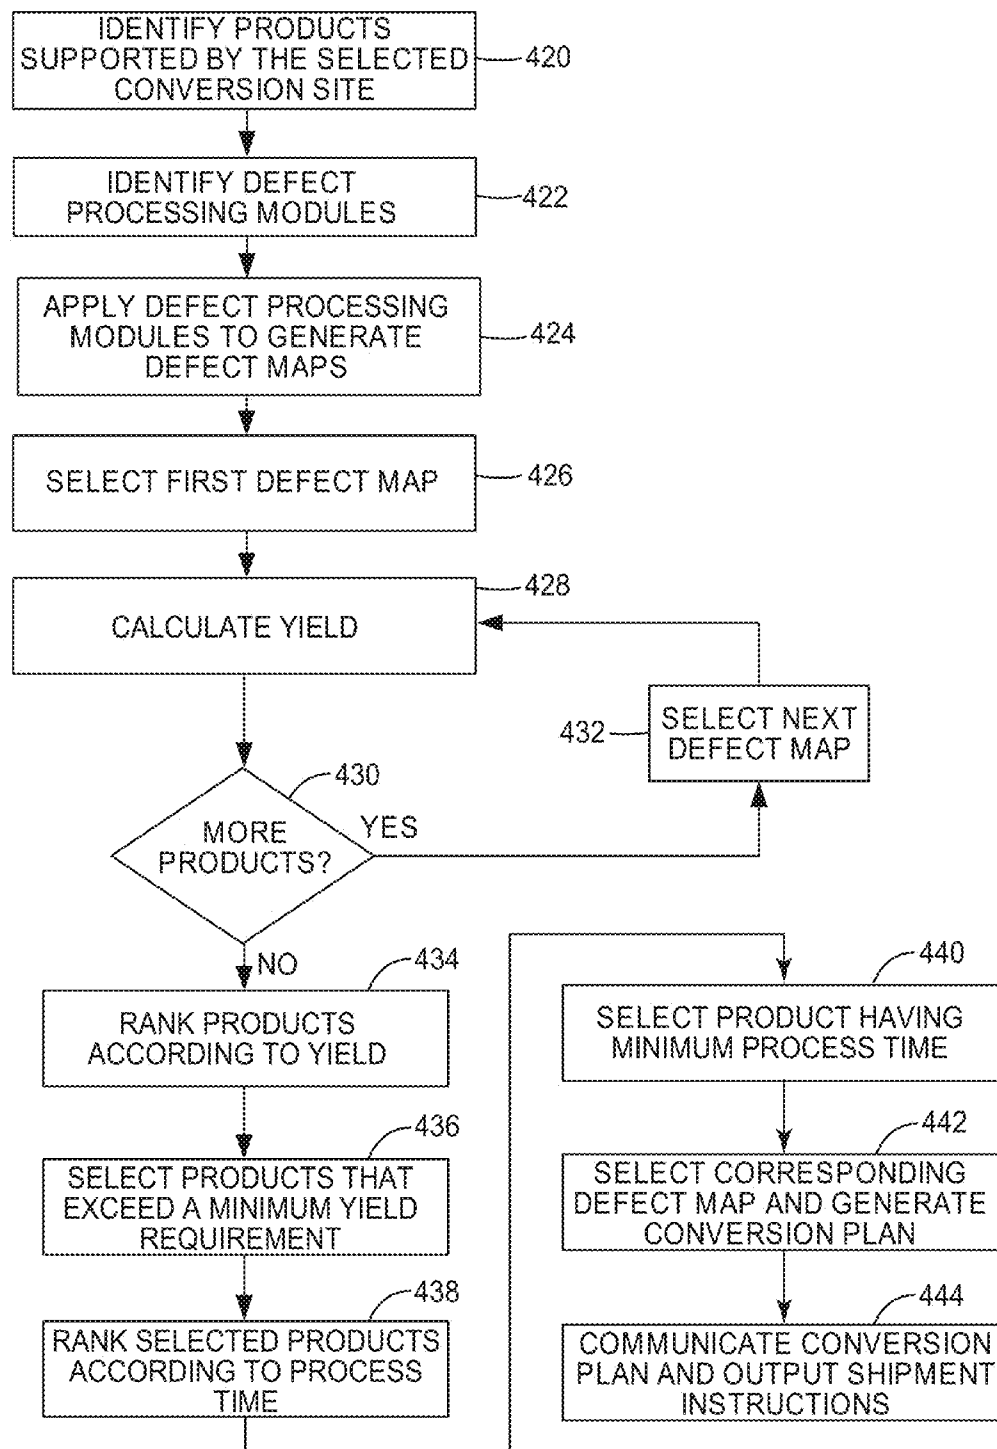 IDENTIFY PRODUCTS
SUPPORTED BY THE SELECTED
CONVERSION SITE
420
IDENTIFY DEFECT
PROCESSING MODULES
422
APPLY DEFECT PROCESSING
MODULES TO GENERATE
DEFECT MAPS
424
SELECT FIRST DEFECT MAP
426
CALCULATE YIELD
428
SELECT NEXT
DEFECT MAP
432
430
MORE
PRODUCTS?
YES
NO
434
RANK PRODUCTS
ACCORDING TO YIELD
436
SELECT PRODUCTS THAT
EXCEED A MINIMUM YIELD
REQUIREMENT
438
RANK SELECTED PRODUCTS
ACCORDING TO PROCESS
TIME
440
SELECT PRODUCT HAVING
MINIMUM PROCESS TIME
442
SELECT CORRESPONDING
DEFECT MAP AND GENERATE
CONVERSION PLAN
444
COMMUNICATE CONVERSION
PLAN AND OUTPUT SHIPMENT
INSTRUCTIONS